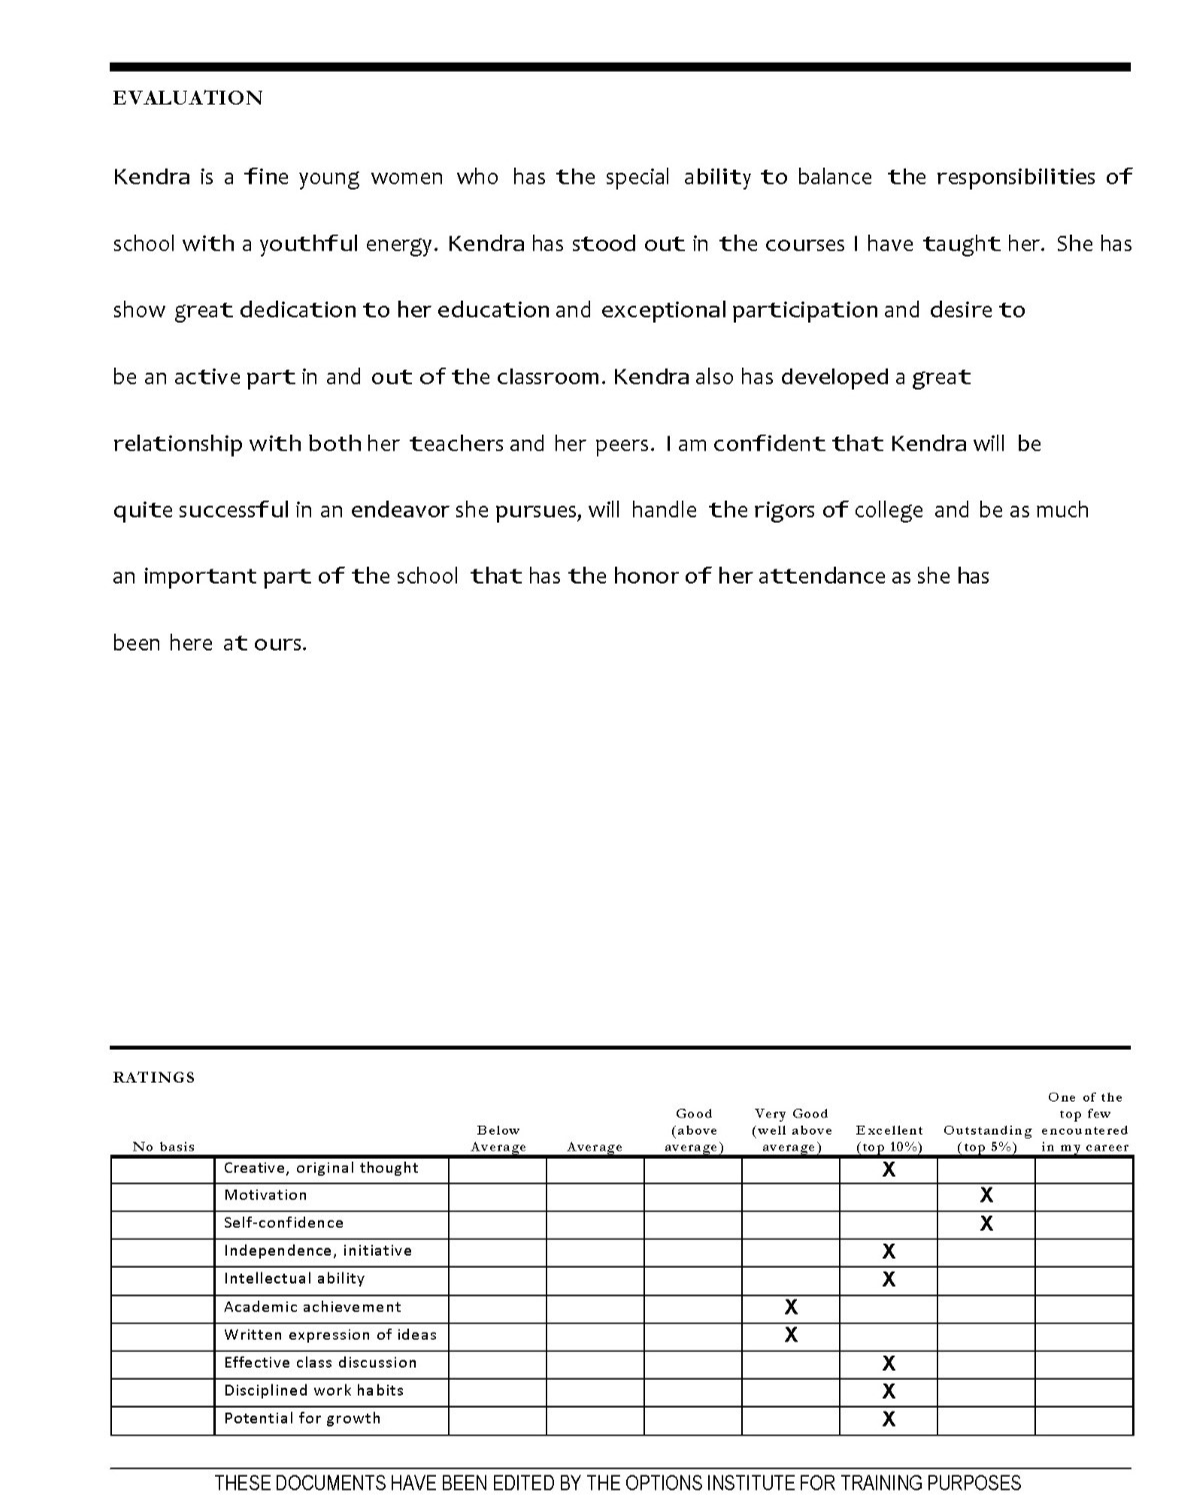 EVALUATION
Kendra is a fine young women who has the special ability to balance the responsibilities of
school with a youthful energy. Kendra has stood out in the courses I have taught her. She has
show great dedication to her education and exceptional participation and desire to
be an active part in and out of the classroom. Kendra also has developed a great
relationship with both her teachers and her peers. I am confident that Kendra will be
quite successful in an endeavor she pursues, will handle the rigors of college and be as much
an important part of the school that has the honor of her attendance as she has
been here at ours.
RATINGS
One of the
Good Very Good top few
Below (above (well above Excellent Outstanding encountered
No basis Average Average average) average) (top 10%) (top 5%) in my career
Creative, original thought X
Motivation X
Self-confidence X
Independence, initiative X
Intellectual ability X
Academic achievement X
Written expression of ideas X
Effective class discussion X
Disciplined work habits X
Potential for growth X
THESE DOCUMENTS HAVE BEEN EDITED BY THE OPTIONS INSTITUTE FOR TRAINING PURPOSES